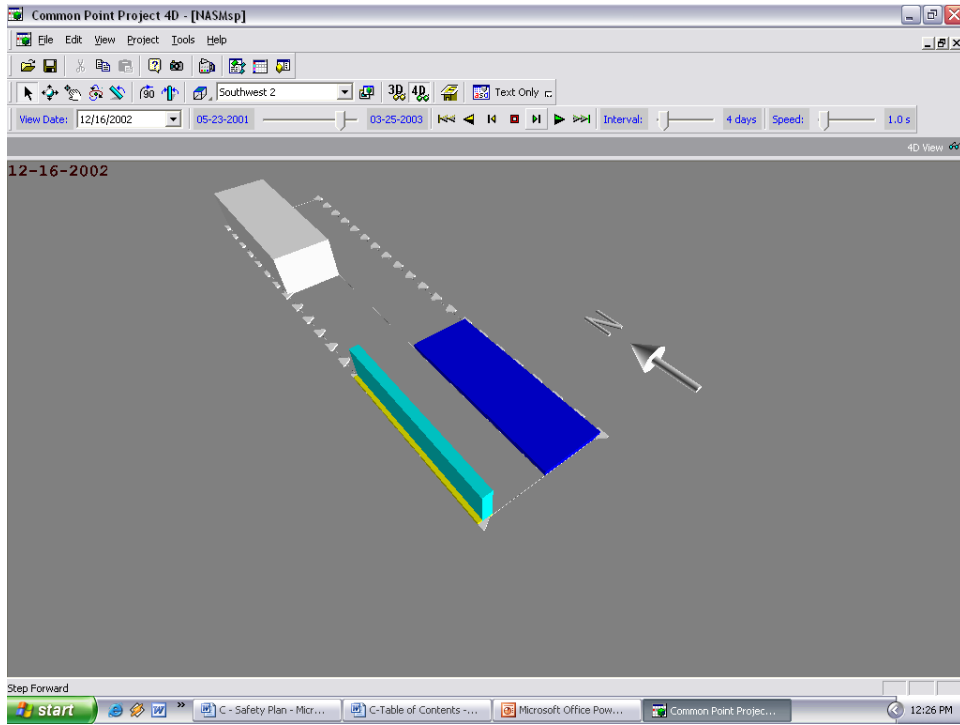 Common Point Project 4D - [NASMsp]
File Edit View Project Tools Help
Southwest 2 3D 4D Text Only
View Date: 12/16/2002 05-23-2001 03-25-2003 Interval: 4 days Speed: 1.0 s
4D View
12-16-2002
N
Step Forward
start » C - Safety Plan - Micr... C-Table of Contents -... Microsoft Office Pow... Common Point Projec... 12:26 PM